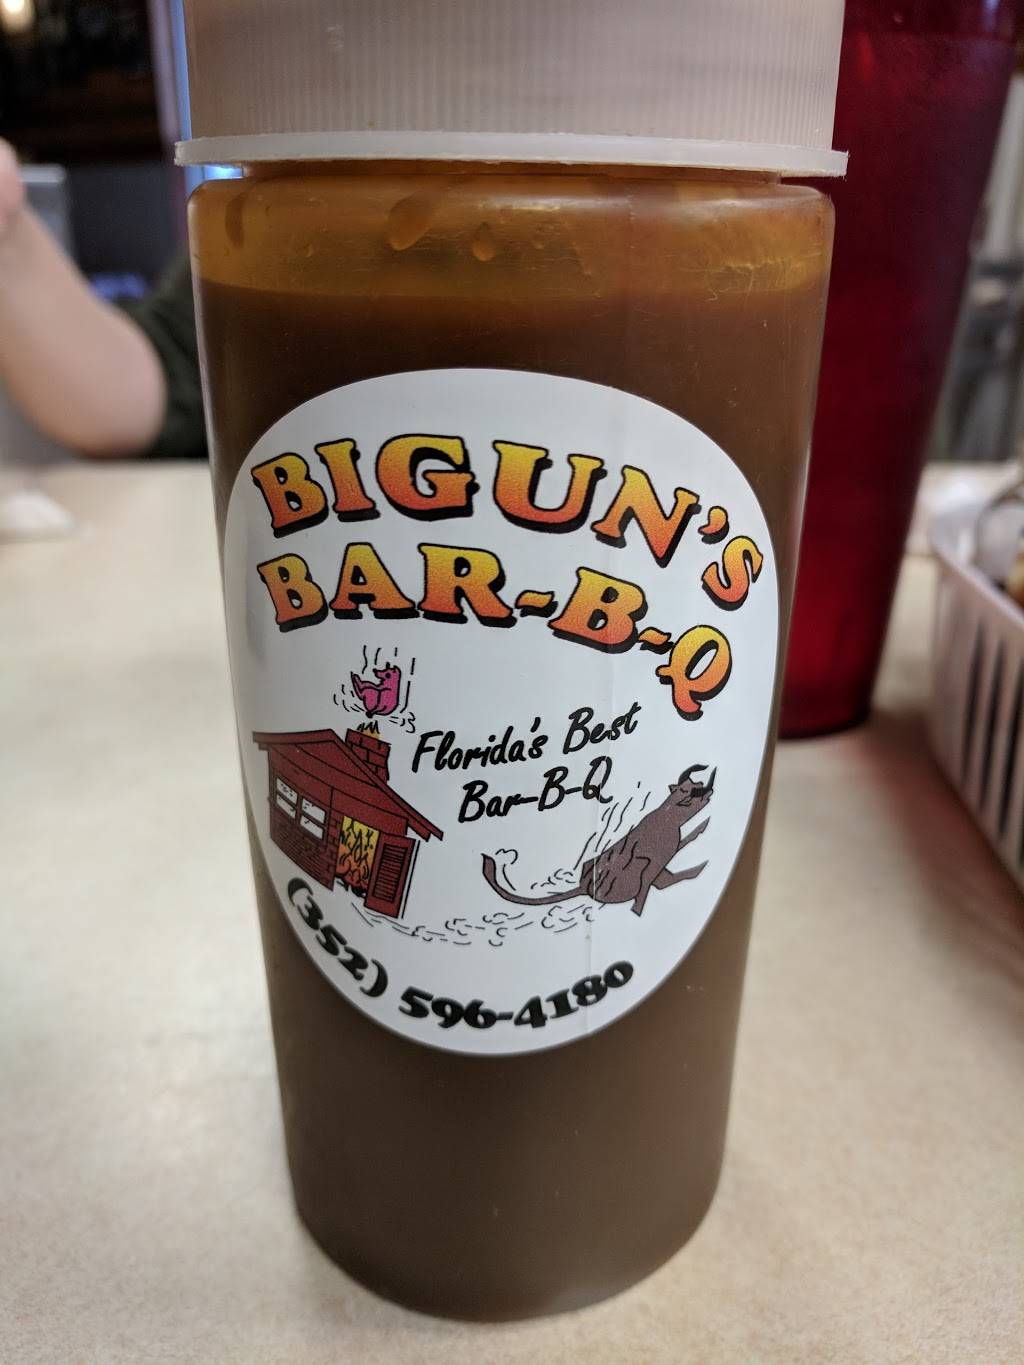 BIGUN'S
BAR-B-Q
Florida's Best
Bar-B-Q
(352) 596-4180